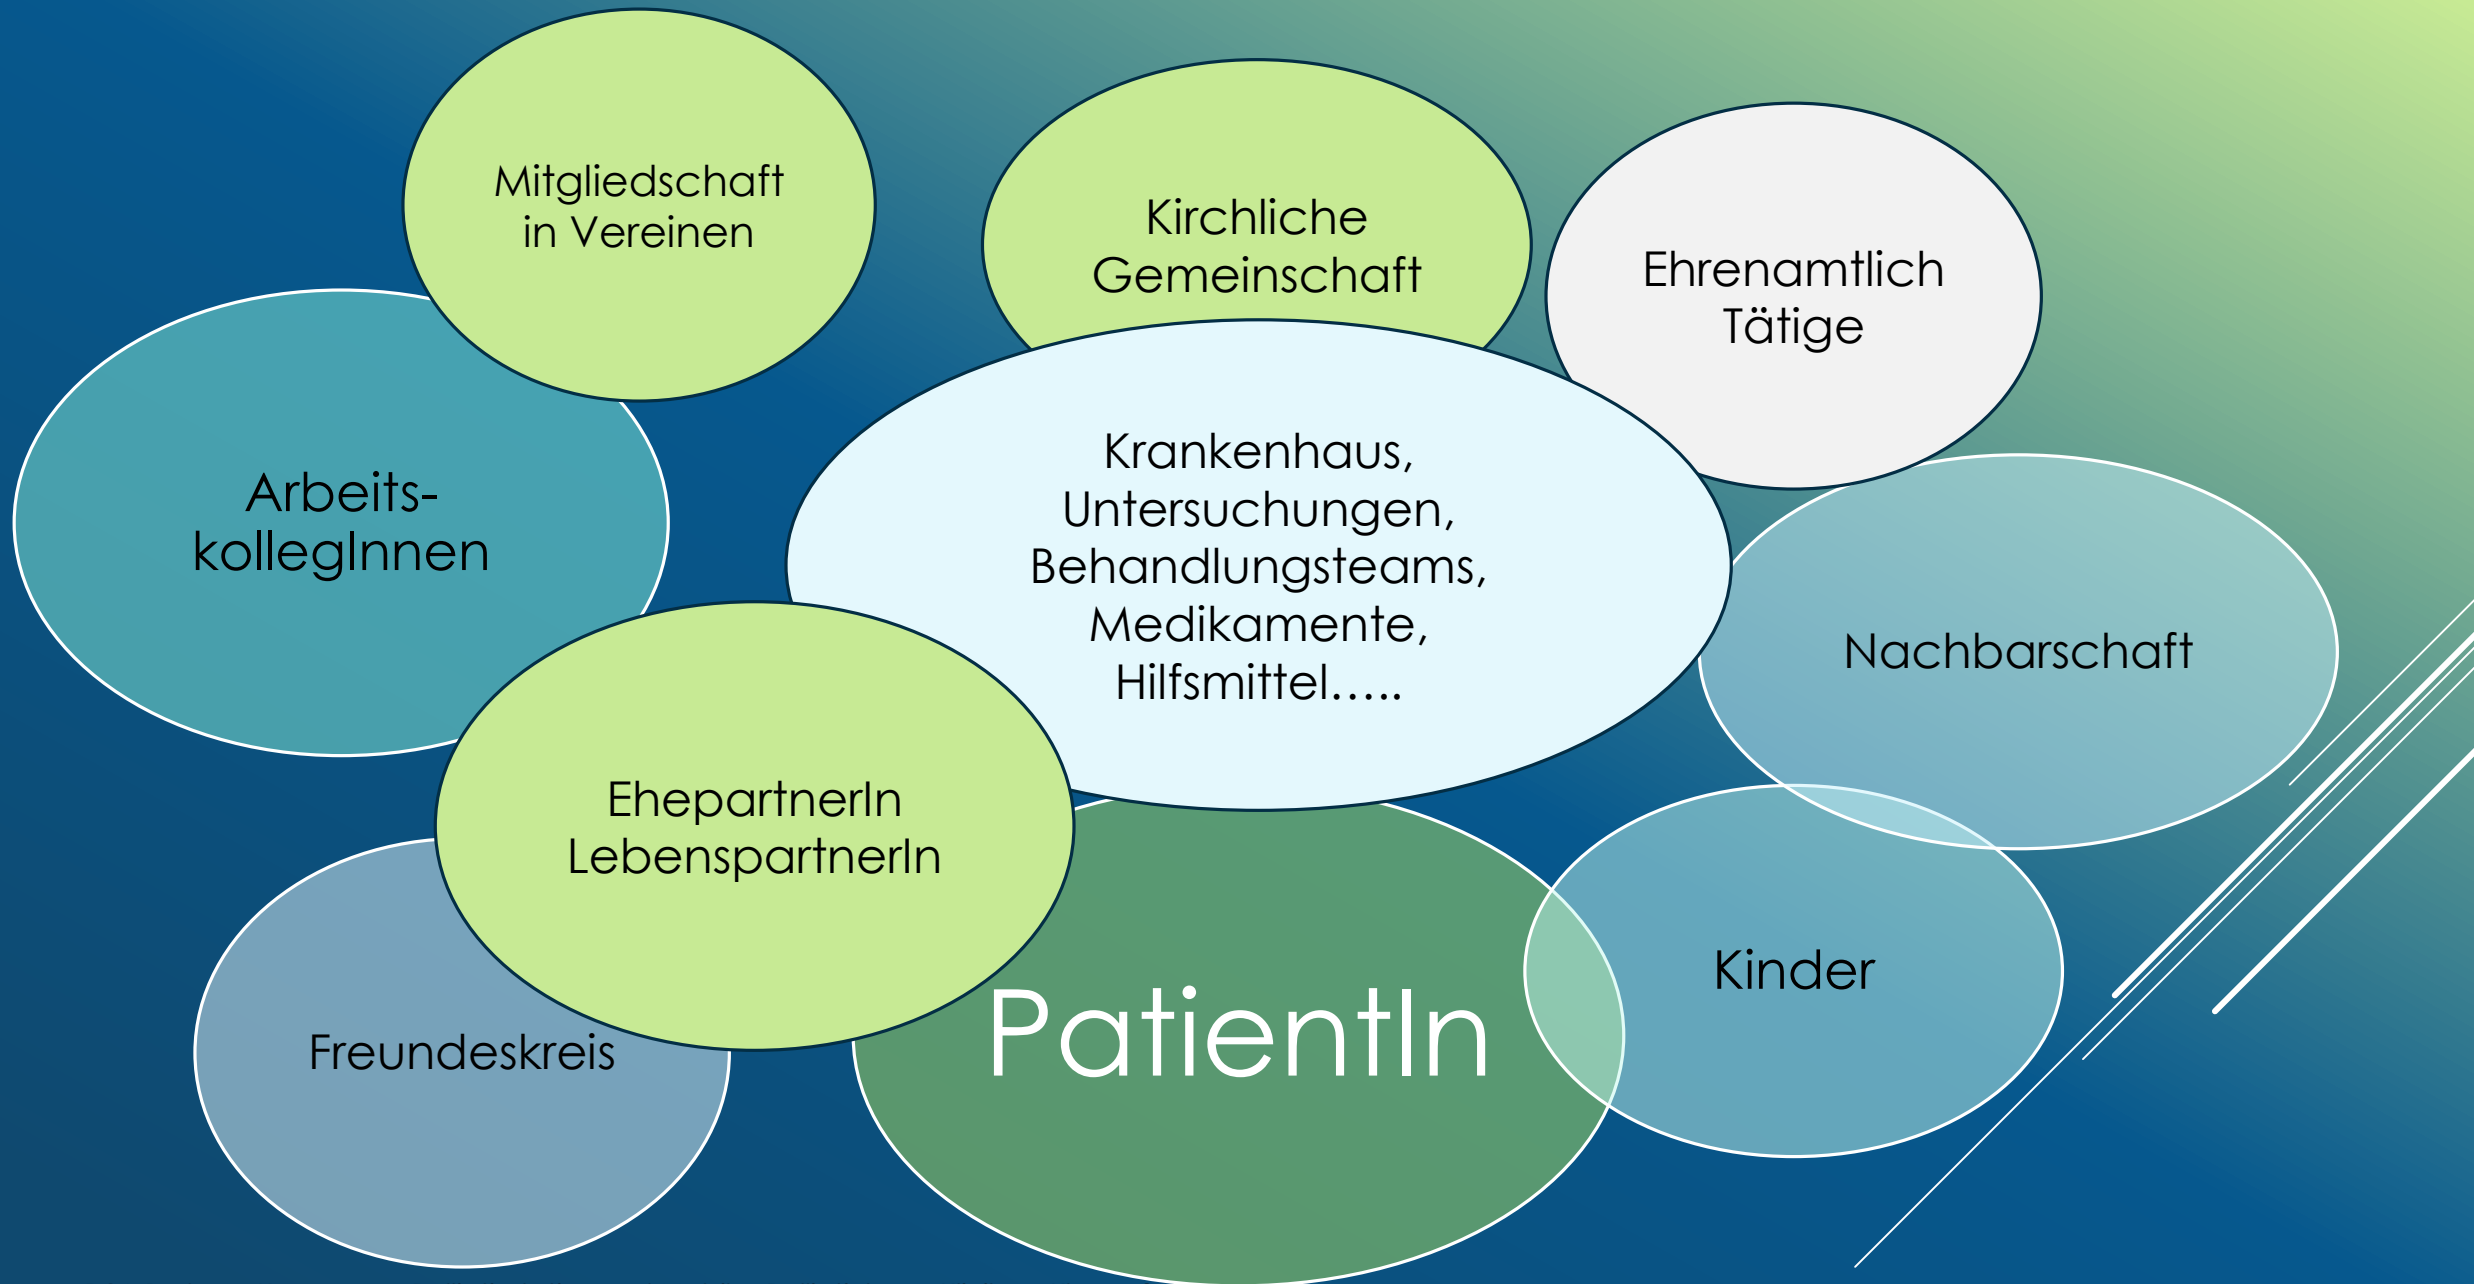 Mitgliedschaft
in Vereinen
Kirchliche
Gemeinschaft
Ehrenamtlich
Tätige
Arbeits-
kollegInnen
Krankenhaus,
Untersuchungen,
Behandlungsteams,
Medikamente,
Hilfsmittel…..
Nachbarschaft
EhepartnerIn
LebenspartnerIn
Kinder
Freundeskreis
PatientIn